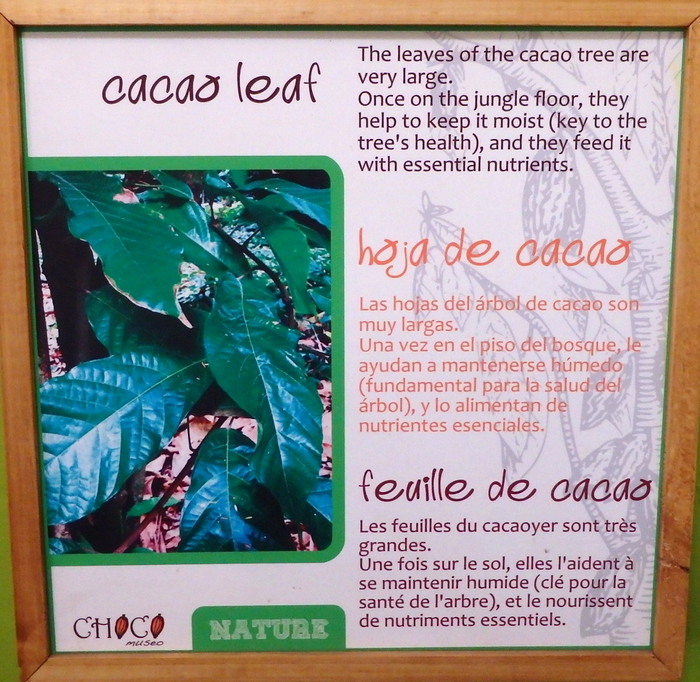 cacao leaf
The leaves of the cacao tree are
very large.
Once on the jungle floor, they
help to keep it moist (key to the
tree's health), and they feed it
with essential nutrients.
hoja de cacao
Las hojas del árbol de cacao son
muy largas.
Una vez en el piso del bosque, le
ayudan a mantenerse húmedo
(fundamental para la salud del
árbol), y lo alimentan de
nutrientes esenciales.
feuille de cacao
Les feuilles du cacaoyer sont très
grandes.
Une fois sur le sol, elles l'aident à
se maintenir humide (clé pour la
santé de l'arbre), et le nourissent
de nutriments essentiels.
CHOCO
museo
NATURE